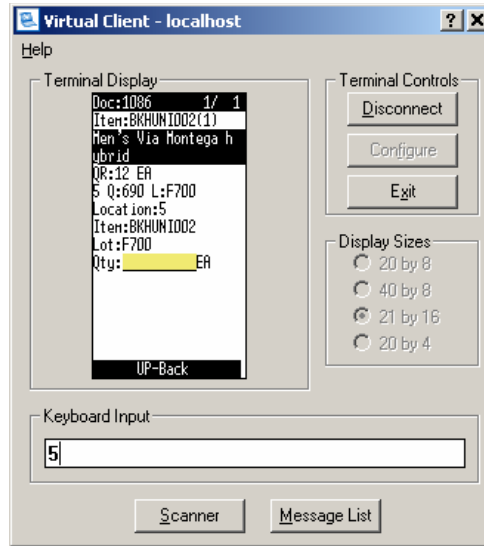 Virtual Client - localhost
Help
Terminal Display
Doc:1086 1/ 1
Item:BKHUNI002(1)
Men's Via Montega h
ybrid
QR:12 EA
5 Q:690 L:F700
Location:5
Item:BKHUNI002
Lot:F700
Qty:________EA
UP-Back
Terminal Controls
Disconnect
Configure
Exit
Display Sizes
20 by 8
40 by 8
21 by 16
20 by 4
Keyboard Input
5
Scanner
Message List